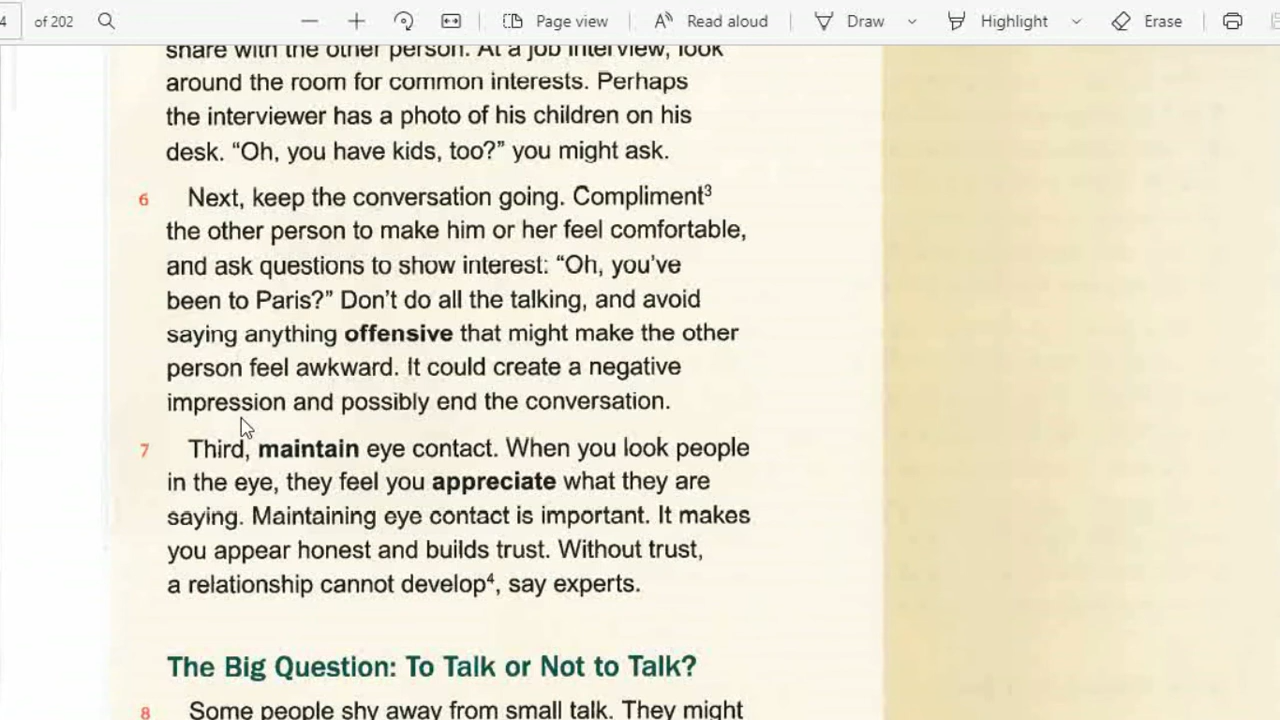 4 of 202 Page view Read aloud Draw Highlight Erase
share with the other person. At a job interview, look
around the room for common interests. Perhaps
the interviewer has a photo of his children on his
desk. “Oh, you have kids, too?” you might ask.
6 Next, keep the conversation going. Compliment³
the other person to make him or her feel comfortable,
and ask questions to show interest: “Oh, you’ve
been to Paris?” Don’t do all the talking, and avoid
saying anything offensive that might make the other
person feel awkward. It could create a negative
impression and possibly end the conversation.
7 Third, maintain eye contact. When you look people
in the eye, they feel you appreciate what they are
saying. Maintaining eye contact is important. It makes
you appear honest and builds trust. Without trust,
a relationship cannot develop⁴, say experts.
The Big Question: To Talk or Not to Talk?
8 Some people shy away from small talk. They might